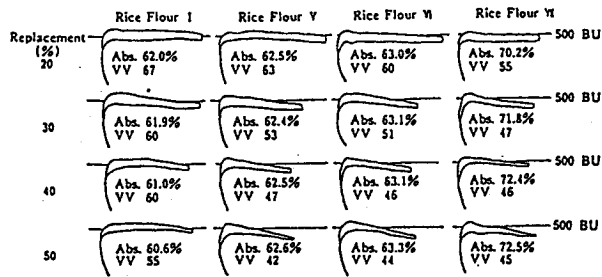 Rice Flour I Rice Flour V Rice Flour VI Rice Flour VI
Replacement
(%)
20
500 BU
Abs. 62.0% Abs. 62.5% Abs. 63.0% Abs. 70.2%
VV 67 VV 63 VV 60 VV 55
30
500 BU
Abs. 61.9% Abs. 62.4% Abs. 63.1% Abs. 71.8%
VV 60 VV 53 VV 51 VV 47
40
500 BU
Abs. 61.0% Abs. 62.5% Abs. 63.1% Abs. 72.4%
VV 60 VV 47 VV 46 VV 46
50
500 BU
Abs. 60.6% Abs. 62.6% Abs. 63.3% Abs. 72.5%
VV 55 VV 42 VV 44 VV 45